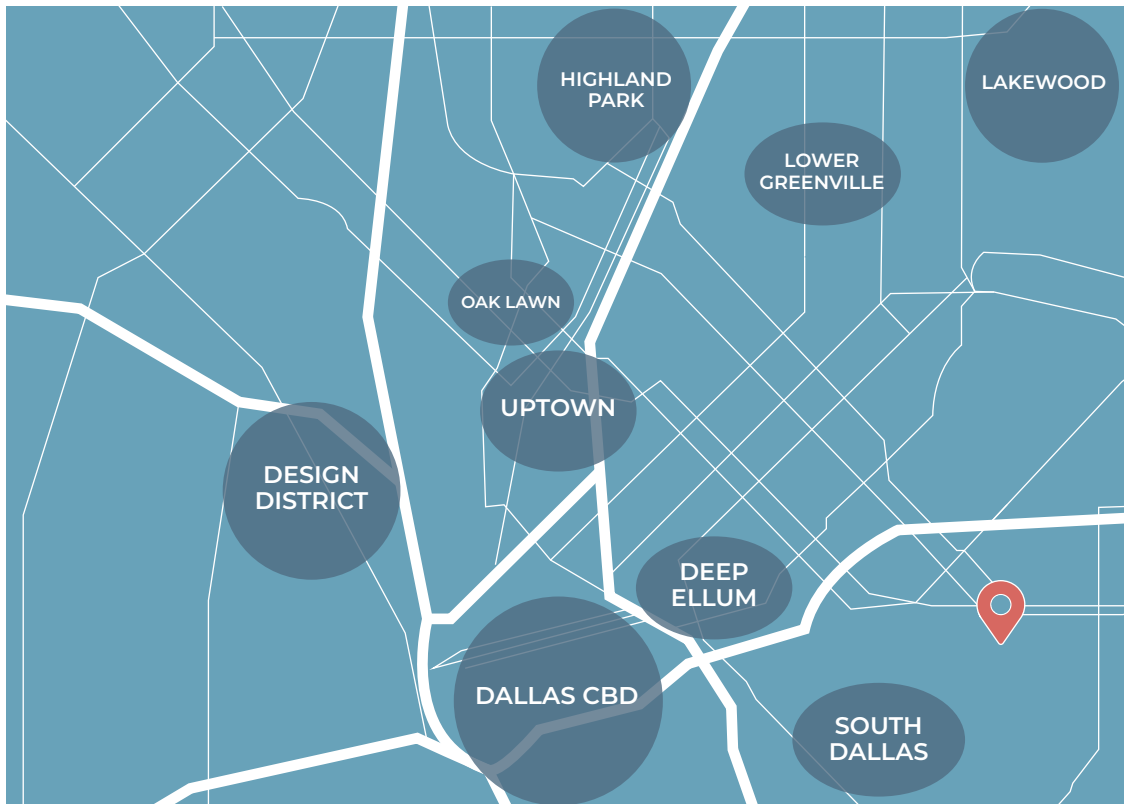 HIGHLAND
PARK
LAKEWOOD
LOWER
GREENVILLE
OAK LAWN
UPTOWN
DESIGN
DISTRICT
DEEP
ELLUM
DALLAS CBD
SOUTH
DALLAS